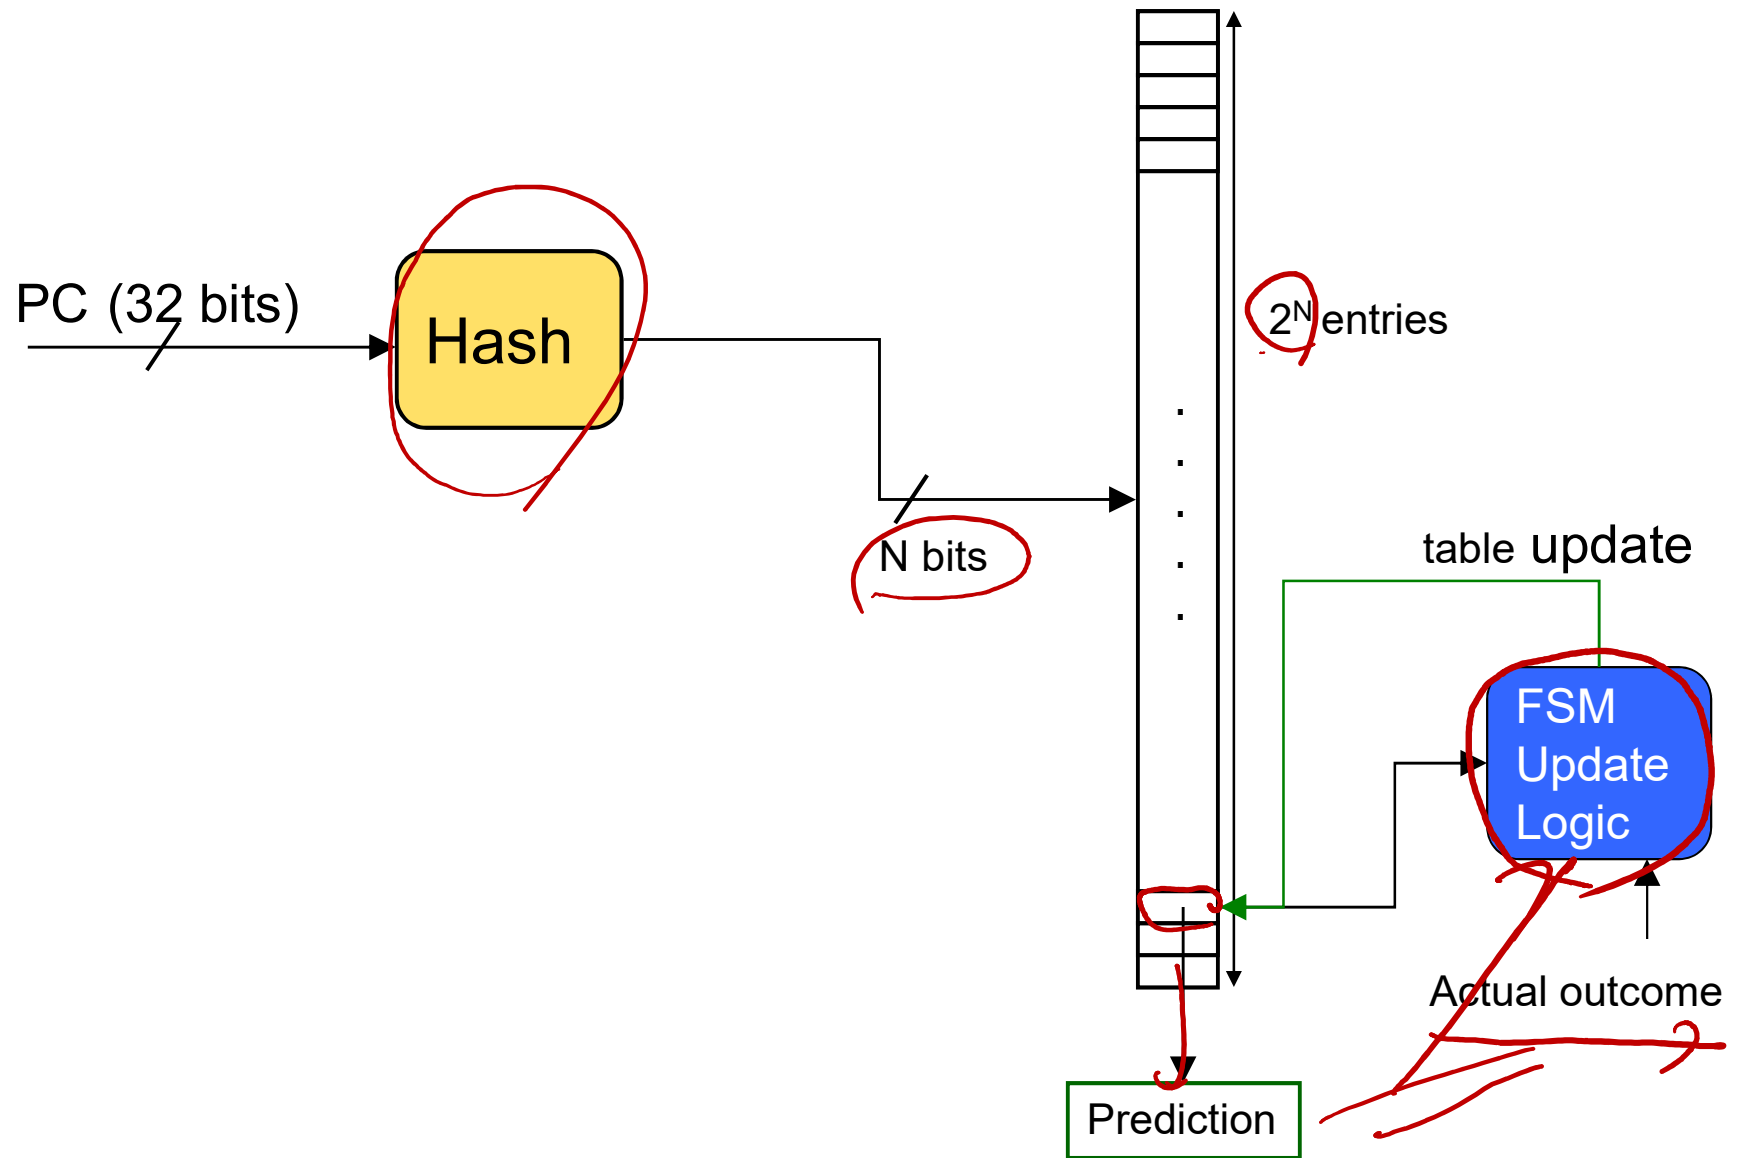 PC (32 bits)
Hash
2ᴺ entries
N bits
table update
FSM
Update
Logic
Actual outcome
Prediction